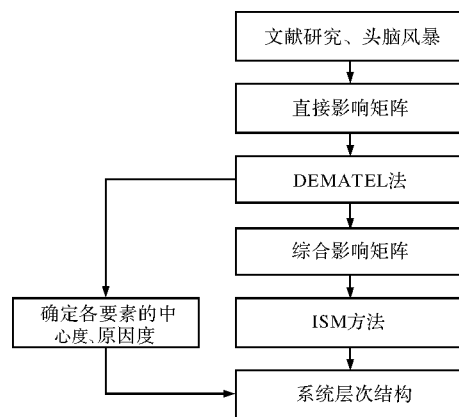 文献研究、头脑风暴
直接影响矩阵
DEMATEL法
综合影响矩阵
确定各要素的中
心度、原因度
ISM方法
系统层次结构